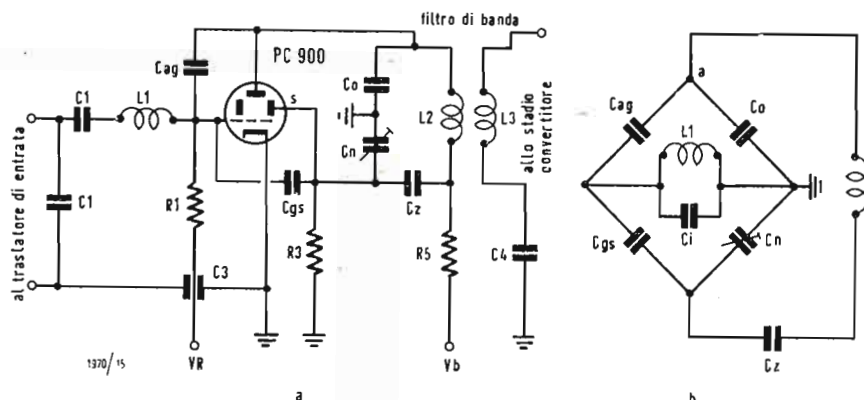 filtro di banda
PC 900
Cag
s
Co
C1
L1
L2
L3
allo stadio
convertitore
Cn
al traslatore di entrata
C1
R1
Cgs
Cz
R3
R5
C4
C3
VR
Vb
1970/15
a
a
Cag
Co
L1
Ci
Cgs
Cn
Cz
b